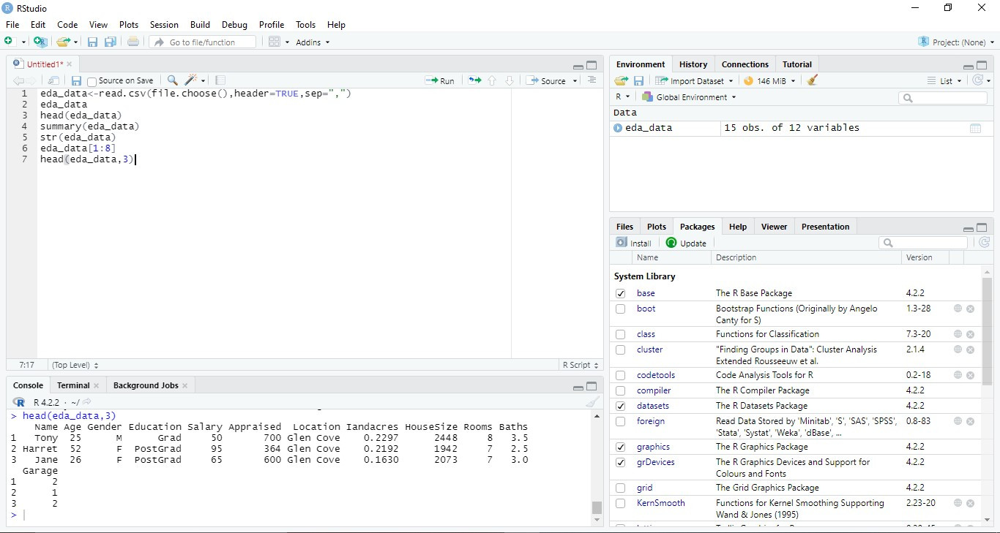 RStudio
File Edit Code View Plots Session Build Debug Profile Tools Help
Go to file/function Addins Project: (None)
Untitled1*
Source on Save Run Source
1 eda_data<-read.csv(file.choose(),header=TRUE,sep=",")
2 eda_data
3 head(eda_data)
4 summary(eda_data)
5 str(eda_data)
6 eda_data[1:8]
7 head(eda_data,3)
7:17 (Top Level) R Script
Console Terminal Background Jobs
R 4.2.2 · ~/
> head(eda_data,3)
Name Age Gender Education Salary Appraised Location Iandacres HouseSize Rooms Baths
1 Tony 25 M Grad 50 700 Glen Cove 0.2297 2448 8 3.5
2 Harret 52 F PostGrad 95 364 Glen Cove 0.2192 1942 7 2.5
3 Jane 26 F PostGrad 65 600 Glen Cove 0.1630 2073 7 3.0
Garage
1 2
2 1
3 2
>
Environment History Connections Tutorial
Import Dataset 146 MiB List
R Global Environment
Data
eda_data 15 obs. of 12 variables
Files Plots Packages Help Viewer Presentation
Install Update
Name Description Version
System Library
base The R Base Package 4.2.2
boot Bootstrap Functions (Originally by Angelo 1.3-28
Canty for S)
class Functions for Classification 7.3-20
cluster "Finding Groups in Data": Cluster Analysis 2.1.4
Extended Rousseeuw et al.
codetools Code Analysis Tools for R 0.2-18
compiler The R Compiler Package 4.2.2
datasets The R Datasets Package 4.2.2
foreign Read Data Stored by 'Minitab', 'S', 'SAS', 'SPSS', 0.8-83
'Stata', 'Systat', 'Weka', 'dBase', ...
graphics The R Graphics Package 4.2.2
grDevices The R Graphics Devices and Support for 4.2.2
Colours and Fonts
grid The Grid Graphics Package 4.2.2
KernSmooth Functions for Kernel Smoothing Supporting 2.23-20
Wand & Jones (1995)